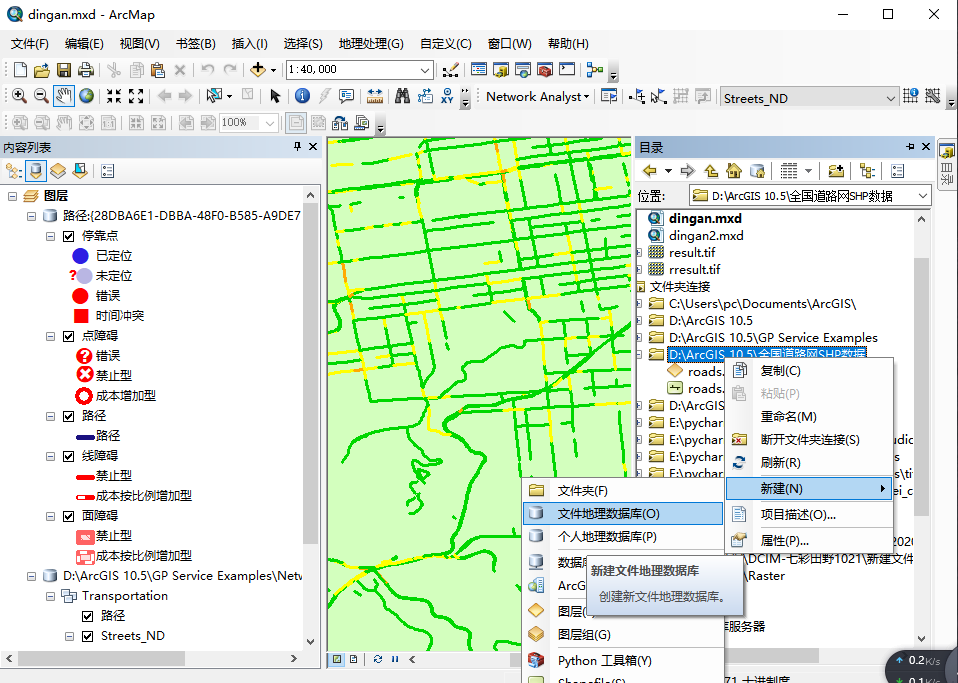 dingan.mxd - ArcMap
文件(F) 编辑(E) 视图(V) 书签(B) 插入(I) 选择(S) 地理处理(G) 自定义(C) 窗口(W) 帮助(H)
1:40,000
Network Analyst Streets_ND
100%
内容列表
图层
路径:{28DBA6E1-DBBA-48F0-B585-A9DE7
停靠点
已定位
未定位
错误
时间冲突
点障碍
错误
禁止型
成本增加型
路径
路径
线障碍
禁止型
成本按比例增加型
面障碍
禁止型
成本按比例增加型
D:\ArcGIS 10.5\GP Service Examples\Netw
Transportation
路径
Streets_ND
目录
位置: D:\ArcGIS 10.5\全国道路网SHP数据
dingan.mxd
dingan2.mxd
result.tif
rresult.tif
文件夹连接
C:\Users\pc\Documents\ArcGIS\
D:\ArcGIS 10.5
D:\ArcGIS 10.5\GP Service Examples
D:\ArcGIS 10.5\全国道路网SHP数据
roads.
roads.
D:\ArcGIS
E:\pychar
E:\pychar
E:\pychar
E:\pychar
\DCIM-七彩田野1021\新建文件
Raster
库服务器
复制(C)
粘贴(P)
重命名(M)
断开文件夹连接(S)
刷新(R)
新建(N)
项目描述(O)...
属性(P)...
文件夹(F)
文件地理数据库(O)
个人地理数据库(P)
数据库
ArcG
图层(
图层组(G)
Python 工具箱(Y)
Shapefile(S)
新建文件地理数据库
创建新文件地理数据库。
目录
0.2K/s
0.1K/s
71 十进制度